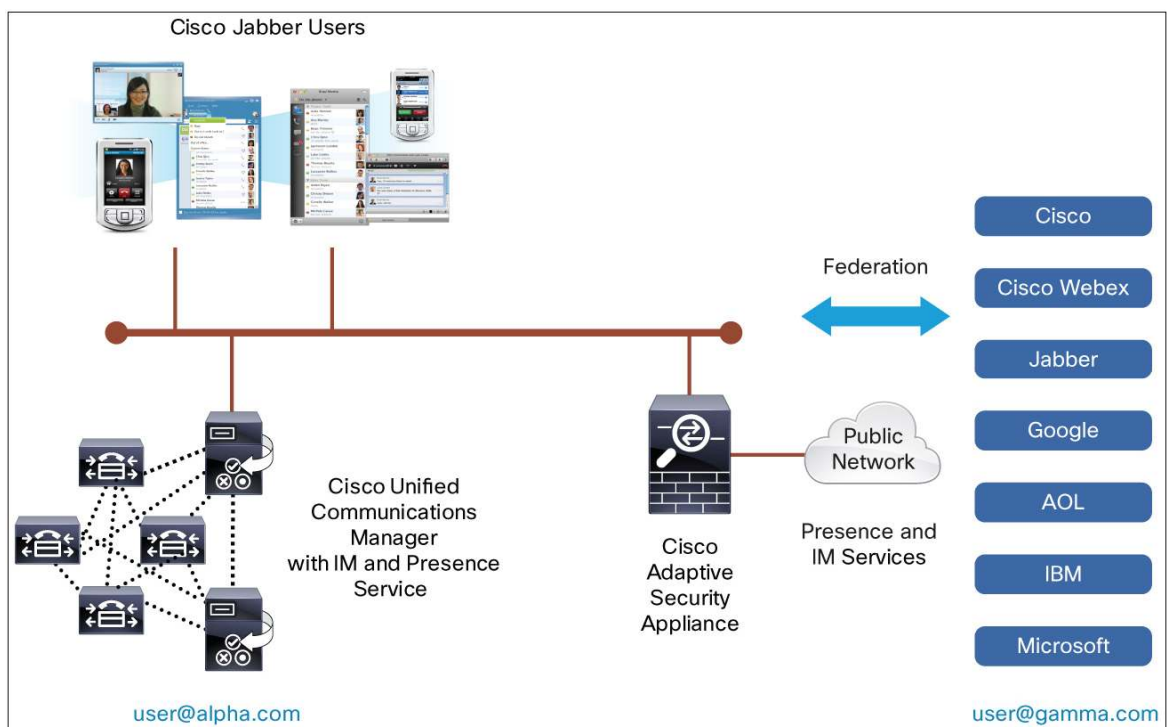 Cisco Jabber Users
Federation
Cisco
Cisco Webex
Jabber
Google
AOL
IBM
Microsoft
Public
Network
Presence and
IM Services
Cisco Unified
Communications
Manager
with IM and Presence
Service
Cisco
Adaptive
Security
Appliance
user@alpha.com
user@gamma.com